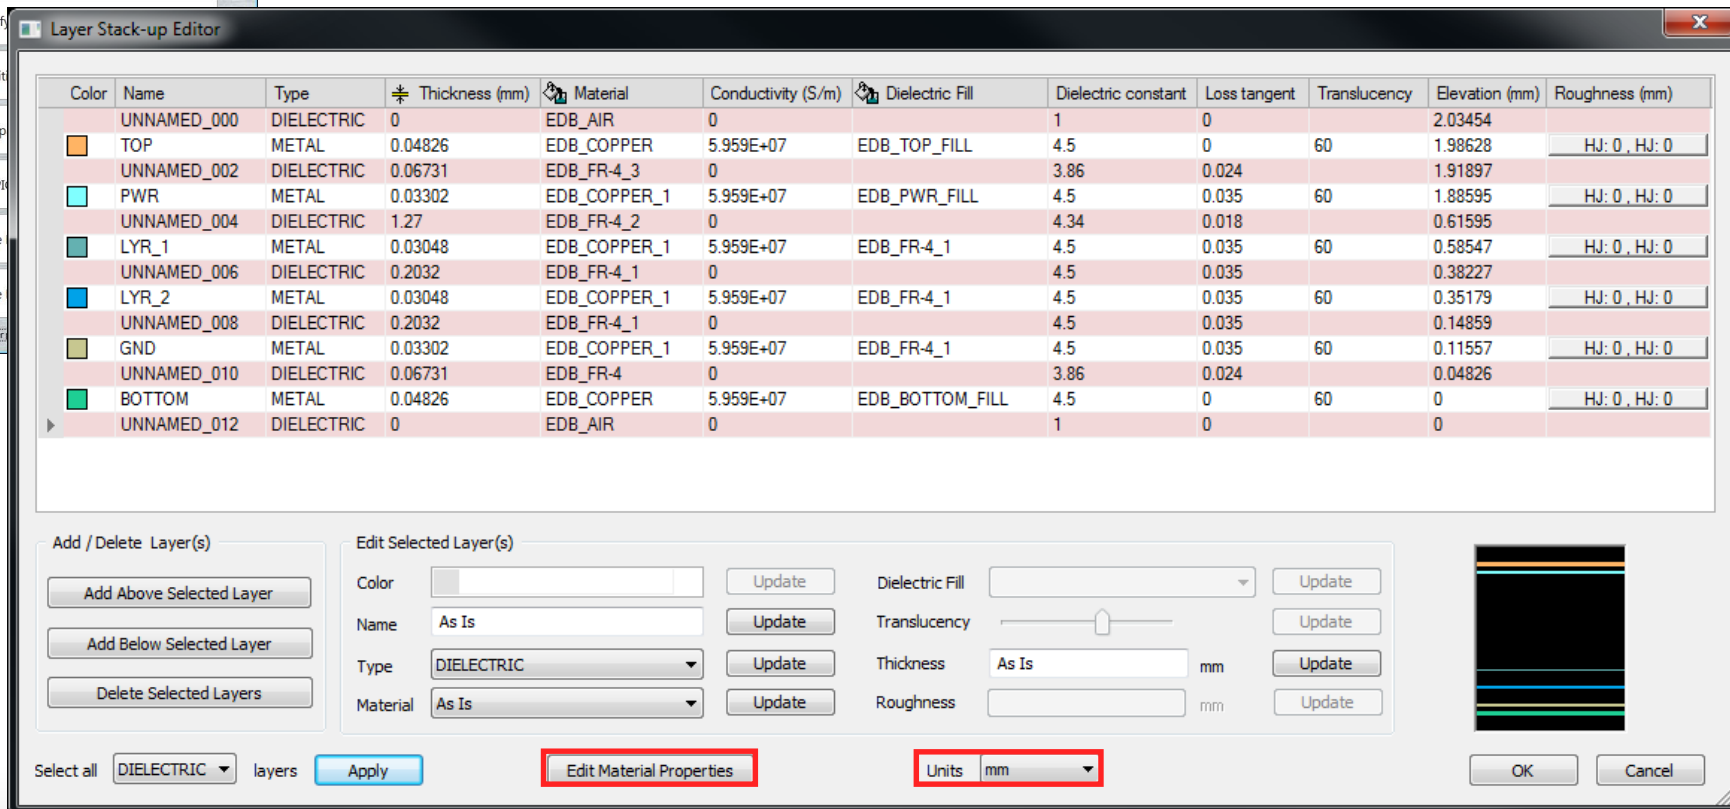 Layer Stack-up Editor
Color Name Type Thickness (mm) Material Conductivity (S/m) Dielectric Fill Dielectric constant Loss tangent Translucency Elevation (mm) Roughness (mm)
UNNAMED_000 DIELECTRIC 0 EDB_AIR 0 1 0 2.03454
TOP METAL 0.04826 EDB_COPPER 5.959E+07 EDB_TOP_FILL 4.5 0 60 1.98628 HJ: 0 , HJ: 0
UNNAMED_002 DIELECTRIC 0.06731 EDB_FR-4_3 0 3.86 0.024 1.91897
PWR METAL 0.03302 EDB_COPPER_1 5.959E+07 EDB_PWR_FILL 4.5 0.035 60 1.88595 HJ: 0 , HJ: 0
UNNAMED_004 DIELECTRIC 1.27 EDB_FR-4_2 0 4.34 0.018 0.61595
LYR_1 METAL 0.03048 EDB_COPPER_1 5.959E+07 EDB_FR-4_1 4.5 0.035 60 0.58547 HJ: 0 , HJ: 0
UNNAMED_006 DIELECTRIC 0.2032 EDB_FR-4_1 0 4.5 0.035 0.38227
LYR_2 METAL 0.03048 EDB_COPPER_1 5.959E+07 EDB_FR-4_1 4.5 0.035 60 0.35179 HJ: 0 , HJ: 0
UNNAMED_008 DIELECTRIC 0.2032 EDB_FR-4_1 0 4.5 0.035 0.14859
GND METAL 0.03302 EDB_COPPER_1 5.959E+07 EDB_FR-4_1 4.5 0.035 60 0.11557 HJ: 0 , HJ: 0
UNNAMED_010 DIELECTRIC 0.06731 EDB_FR-4 0 3.86 0.024 0.04826
BOTTOM METAL 0.04826 EDB_COPPER 5.959E+07 EDB_BOTTOM_FILL 4.5 0 60 0 HJ: 0 , HJ: 0
UNNAMED_012 DIELECTRIC 0 EDB_AIR 0 1 0 0
Add / Delete Layer(s)
Add Above Selected Layer
Add Below Selected Layer
Delete Selected Layers
Edit Selected Layer(s)
Color Update Dielectric Fill Update
Name As Is Update Translucency Update
Type DIELECTRIC Update Thickness As Is mm Update
Material As Is Update Roughness mm Update
Select all DIELECTRIC layers Apply Edit Material Properties Units mm OK Cancel